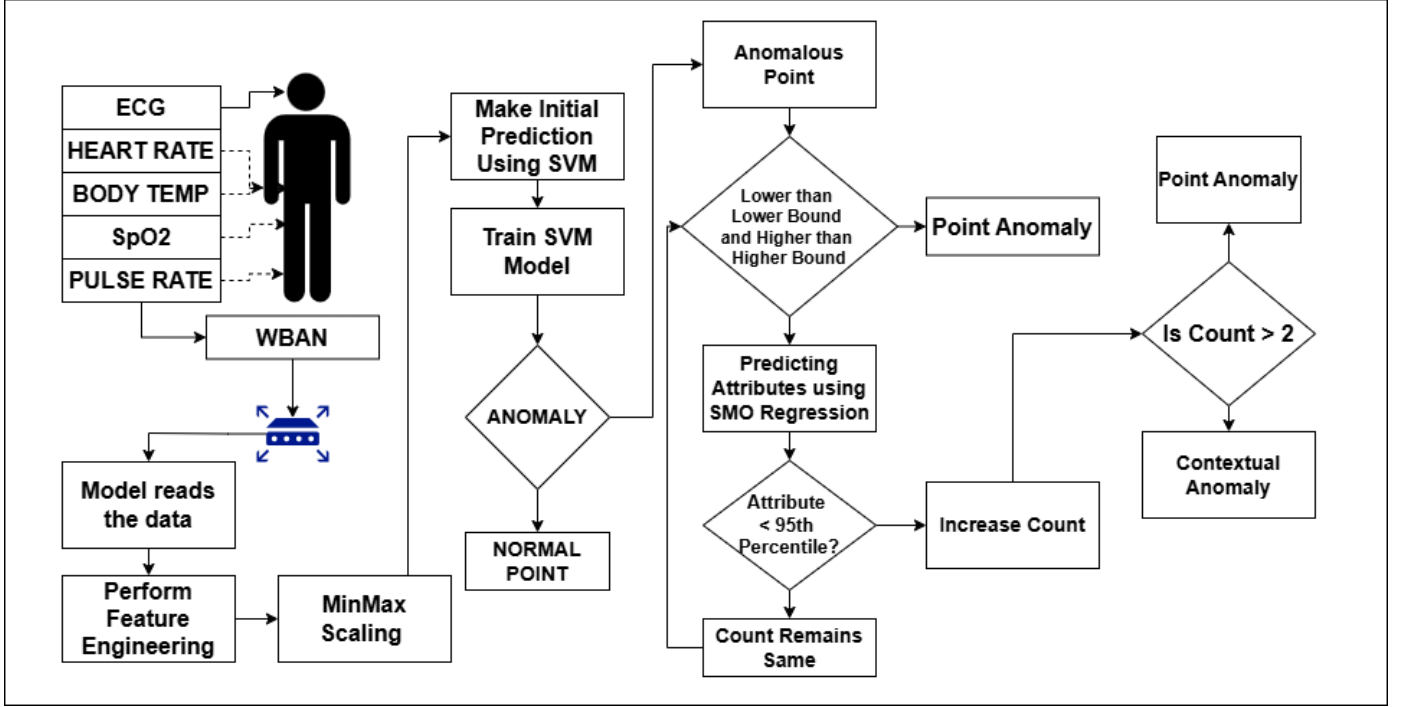 ECG
HEART RATE
BODY TEMP
SpO2
PULSE RATE
WBAN
Model reads
the data
Perform
Feature
Engineering
MinMax
Scaling
Make Initial
Prediction
Using SVM
Train SVM
Model
ANOMALY
NORMAL
POINT
Anomalous
Point
Lower than
Lower Bound
and Higher than
Higher Bound
Point Anomaly
Predicting
Attributes using
SMO Regression
Attribute
< 95th
Percentile?
Increase Count
Count Remains
Same
Is Count > 2
Point Anomaly
Contextual
Anomaly